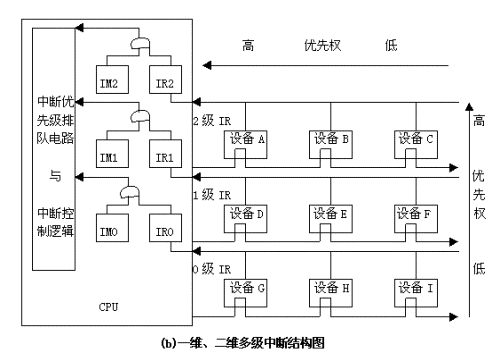 高 优先权 低
IM2 IR2
中断优
先级排
队电路
与
中断控
制逻辑
2级 IR
设备 A 设备 B 设备 C
高
IM1 IR1
1级 IR
设备 D 设备 E 设备 F
优
先
权
IM0 IR0
0级 IR
设备 G 设备 H 设备 I
低
CPU
(b)一维、二维多级中断结构图